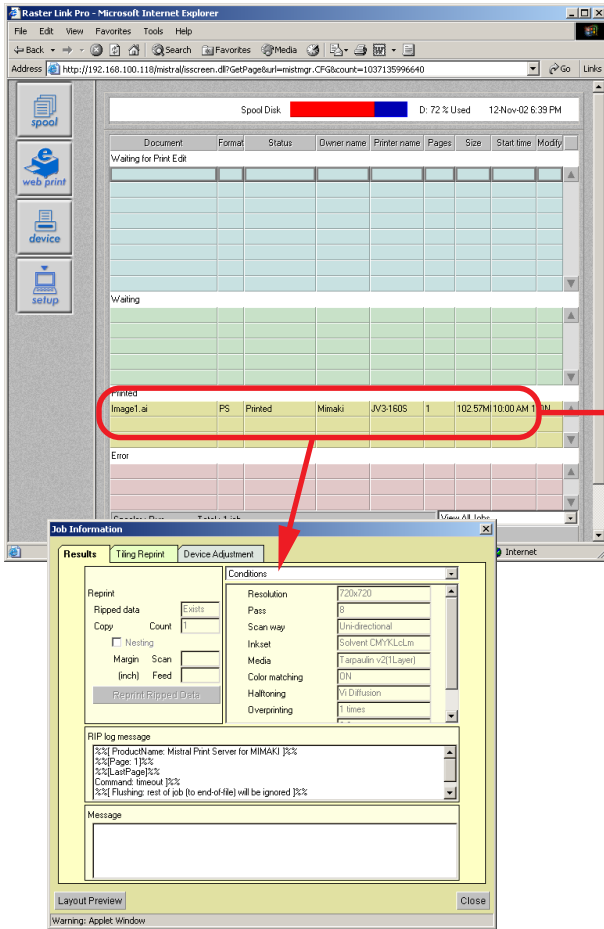 Raster Link Pro - Microsoft Internet Explorer
File Edit View Favorites Tools Help
Back Search Favorites Media
Address http://192.168.100.118/mistral/isscreen.dll?GetPage&url=mistmgr.CFG&count=1037135996640 Go Links
spool
web print
device
setup
Spool Disk D: 72 % Used 12-Nov-02 6:39 PM
Document Format Status Owner name Printer name Pages Size Start time Modify
Waiting for Print Edit
Waiting
Printed
Image1.ai PS Printed Mimaki JV3-160S 1 102.57M 10:00 AM 1 ON
Error
View All Jobs
Internet
Job Information
Results Tiling Reprint Device Adjustment
Conditions
Reprint
Ripped data Exists
Copy Count 1
Nesting
Margin Scan
(inch) Feed
Reprint Ripped Data
Resolution 720x720
Pass 8
Scan way Uni-directional
Inkset Solvent CMYKLcLm
Media Tarpaulin v2(1Layer)
Color matching ON
Halftoning Vi Diffusion
Overprinting 1 times
RIP log message
%%[ ProductName: Mistral Print Server for MIMAKI ]%%
%%[Page: 1]%%
%%[LastPage]%%
Command: timeout ]%%
%%[ Flushing: rest of job (to end-of-file) will be ignored ]%%
Message
Layout Preview Close
Warning: Applet Window